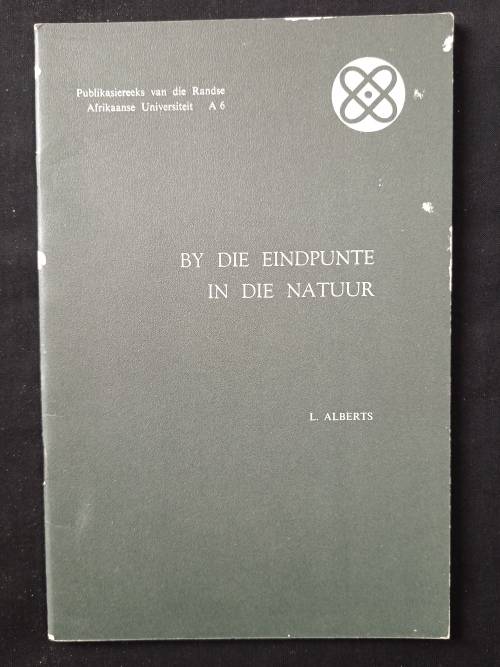 Publikasiereeks van die Randse
Afrikaanse Universiteit A 6
BY DIE EINDPUNTE
IN DIE NATUUR
L. ALBERTS